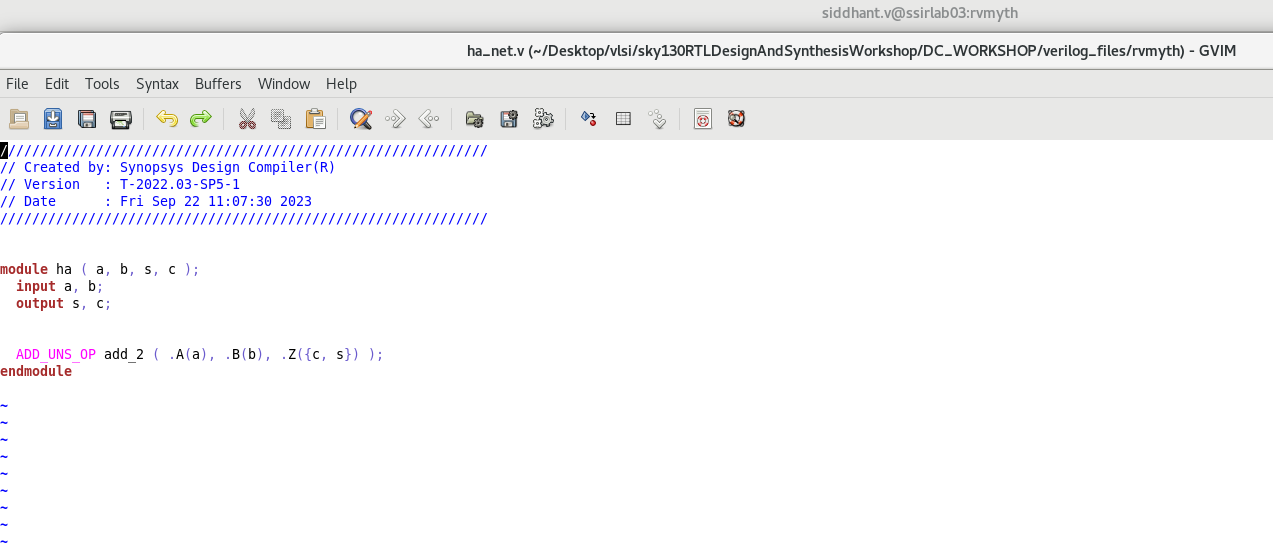 siddhant.v@ssirlab03:rvmyth
ha_net.v (~/Desktop/vlsi/sky130RTLDesignAndSynthesisWorkshop/DC_WORKSHOP/verilog_files/rvmyth) - GVIM
File Edit Tools Syntax Buffers Window Help
/////////////////////////////////////////////////////////////
// Created by: Synopsys Design Compiler(R)
// Version   : T-2022.03-SP5-1
// Date      : Fri Sep 22 11:07:30 2023
/////////////////////////////////////////////////////////////
module ha ( a, b, s, c );
  input a, b;
  output s, c;
  ADD_UNS_OP add_2 ( .A(a), .B(b), .Z({c, s}) );
endmodule
~
~
~
~
~
~
~
~
~